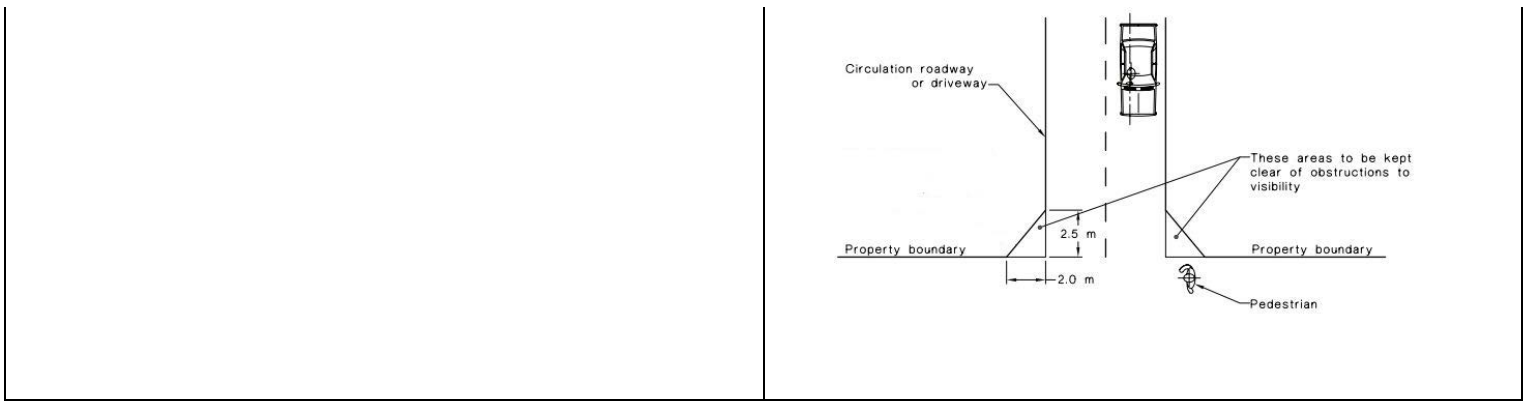 Circulation roadway
or driveway
These areas to be kept
clear of obstructions to
visibility
2.5 m
Property boundary
Property boundary
2.0 m
Pedestrian